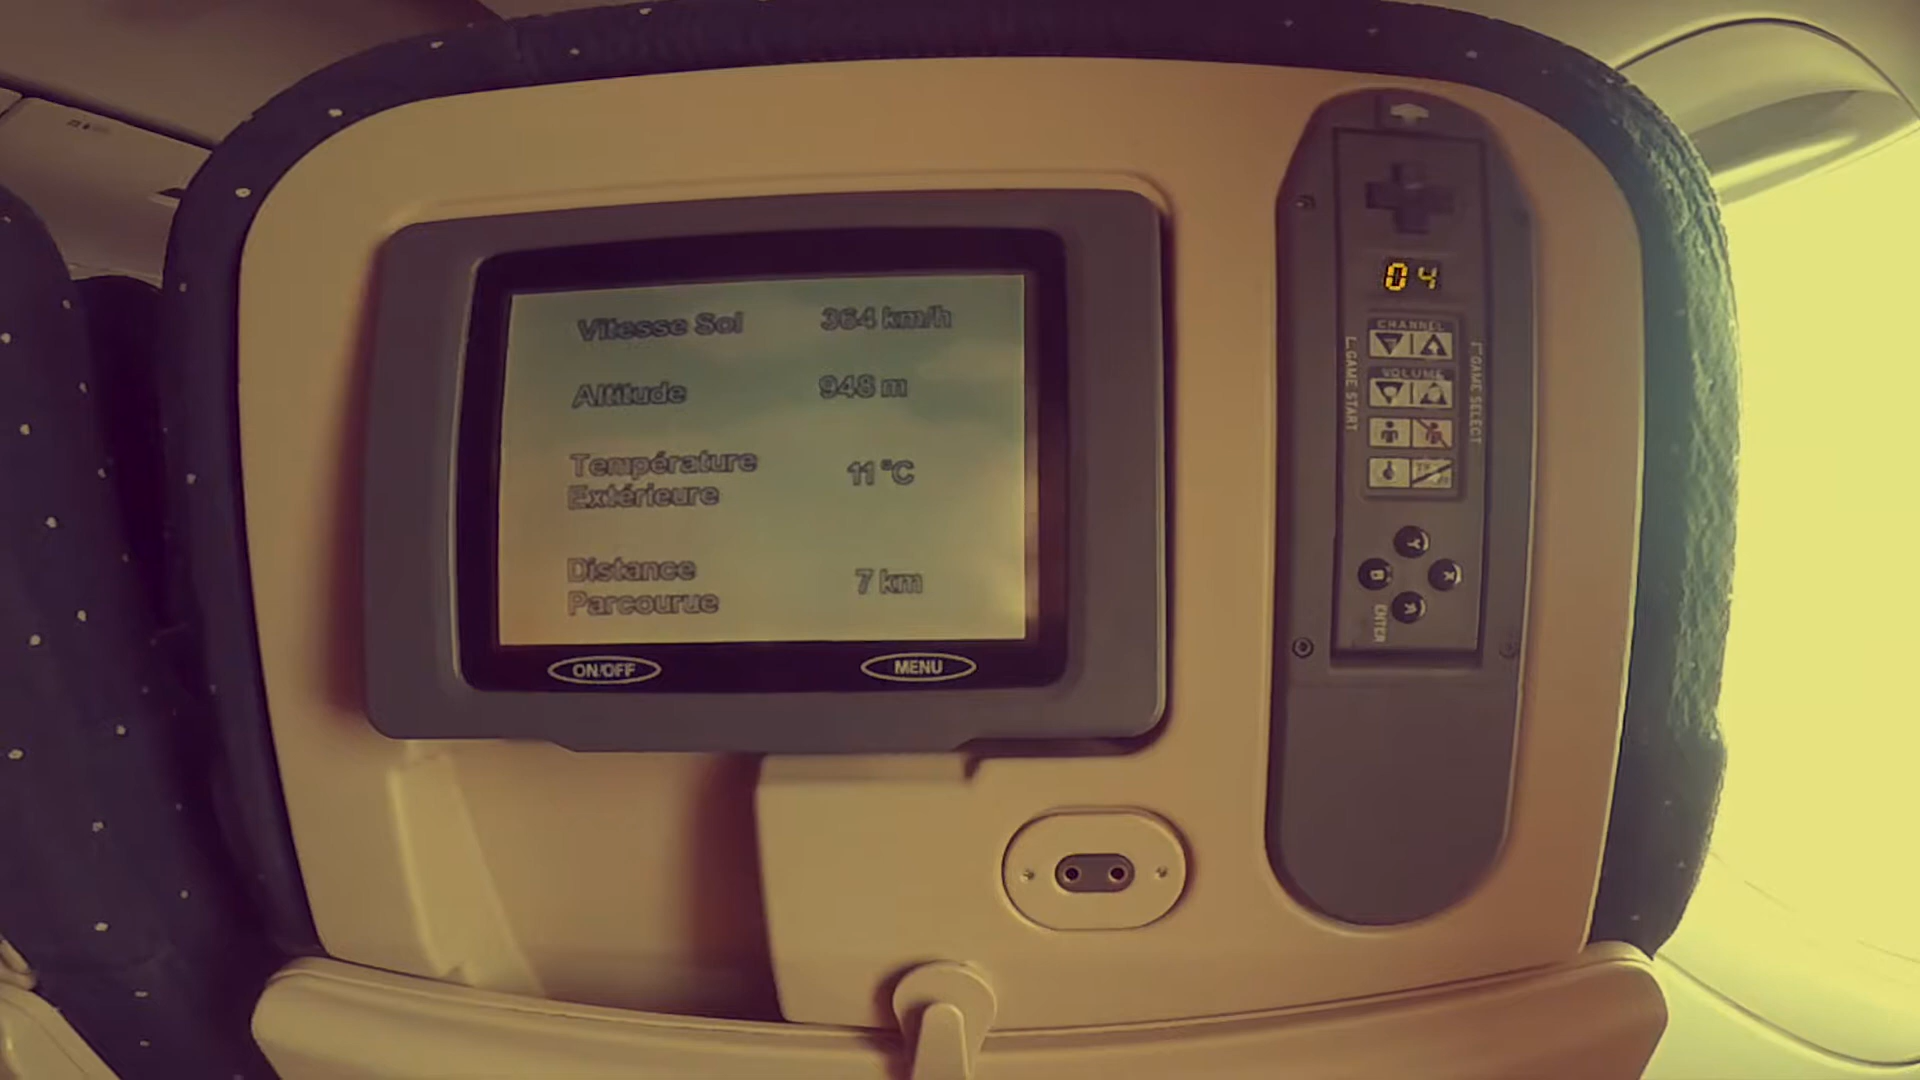 Vitesse Sol 364 km/h
Altitude 948 m
Température
Extérieure
11 °C
Distance
Parcourue
7 km
ON/OFF
MENU
04
CHANNEL
VOLUME
GAME START
GAME SELECT
Y
B
X
A
ENTER